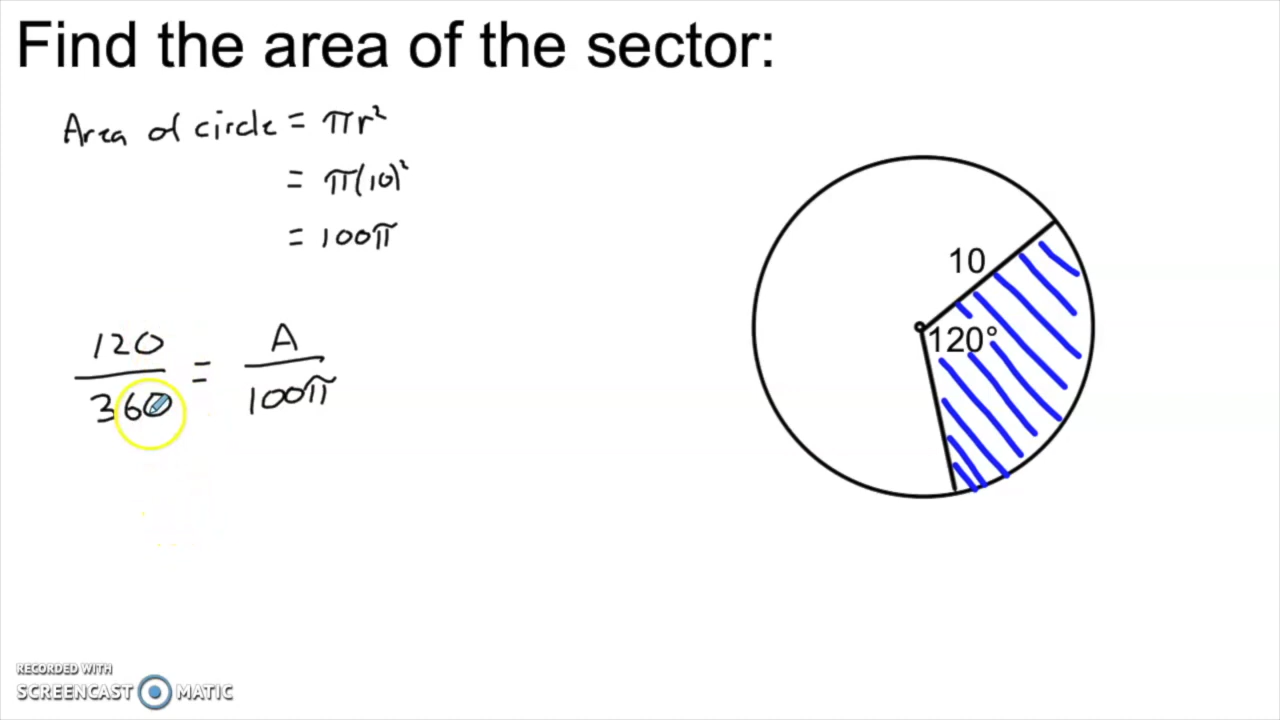 Find the area of the sector:
Area of circle = πr²
= π(10)²
= 100π
120/360 = A/100π
10
120°
RECORDED WITH
SCREENCAST MATIC